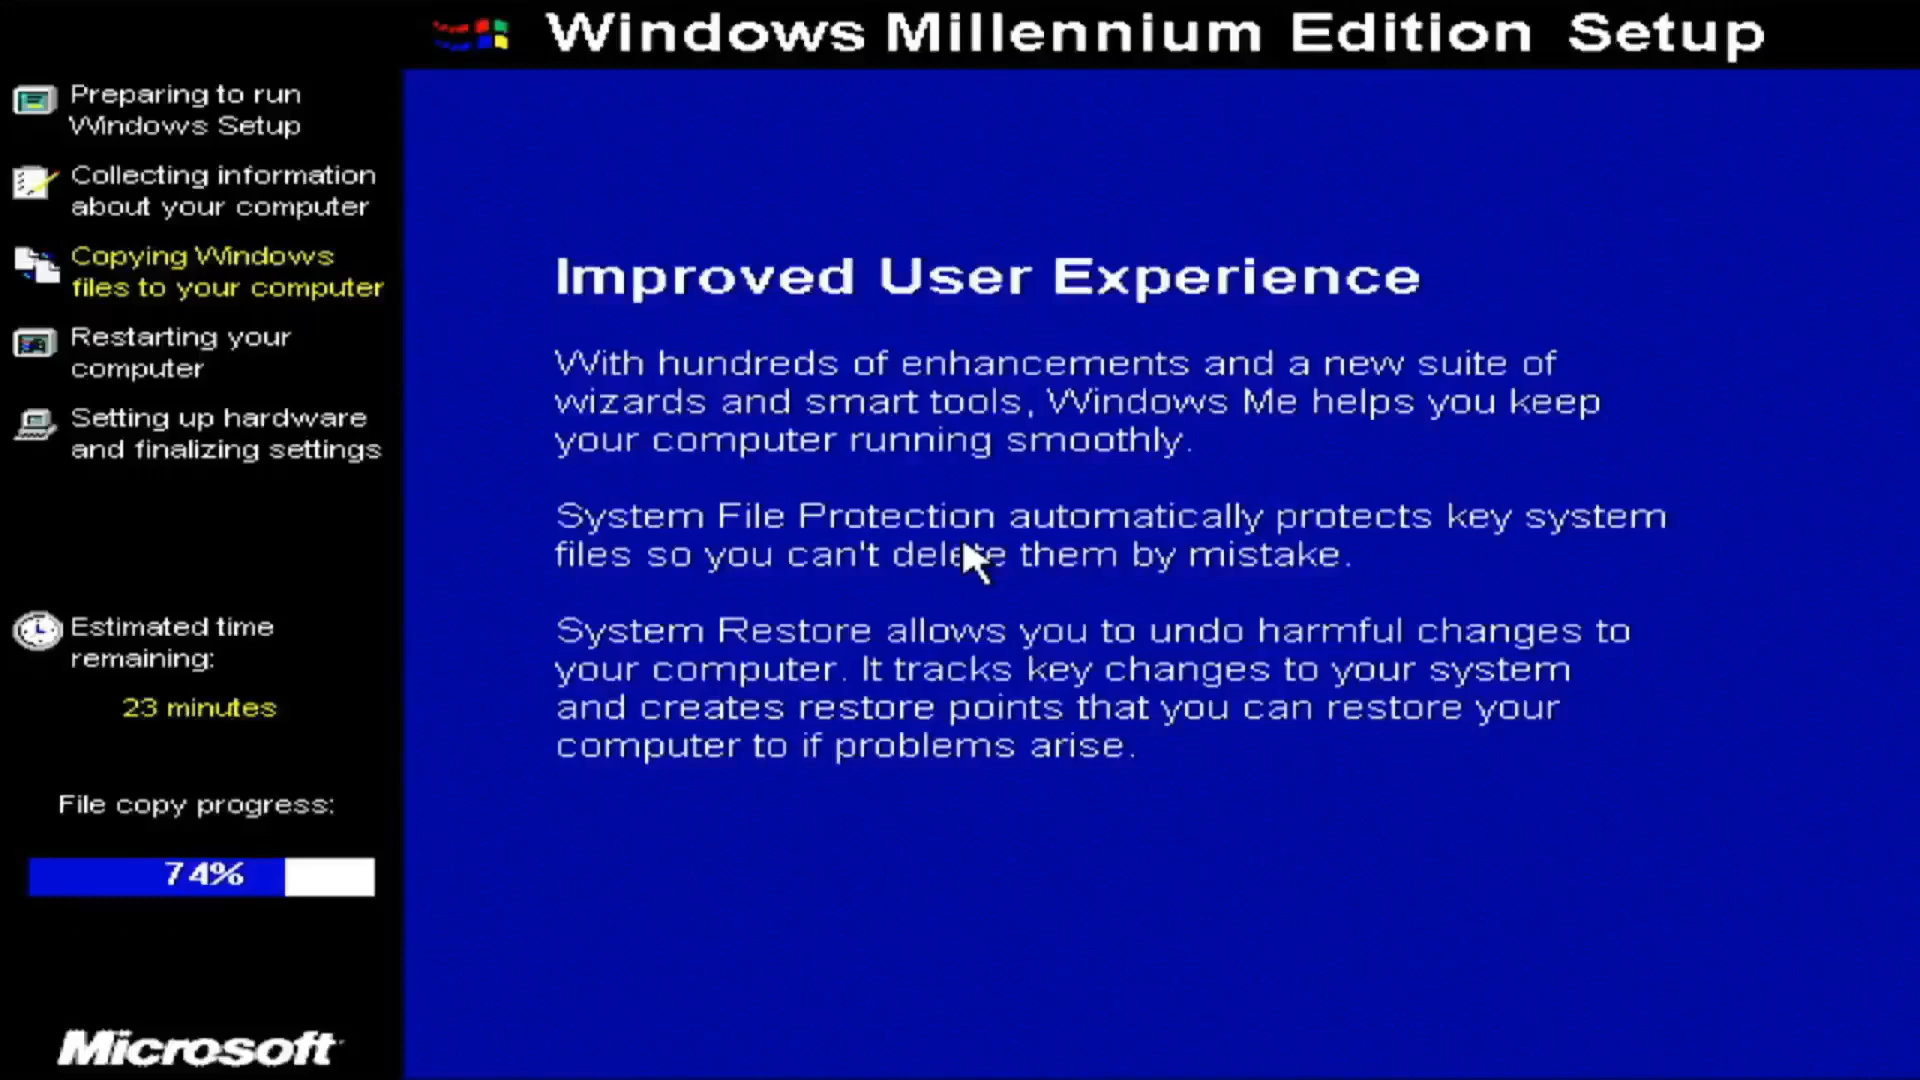 Windows Millennium Edition Setup
Preparing to run
Windows Setup
Collecting information
about your computer
Copying Windows
files to your computer
Restarting your
computer
Setting up hardware
and finalizing settings
Estimated time
remaining:
23 minutes
File copy progress:
74%
Microsoft
Improved User Experience
With hundreds of enhancements and a new suite of
wizards and smart tools, Windows Me helps you keep
your computer running smoothly.
System File Protection automatically protects key system
files so you can't delete them by mistake.
System Restore allows you to undo harmful changes to
your computer. It tracks key changes to your system
and creates restore points that you can restore your
computer to if problems arise.